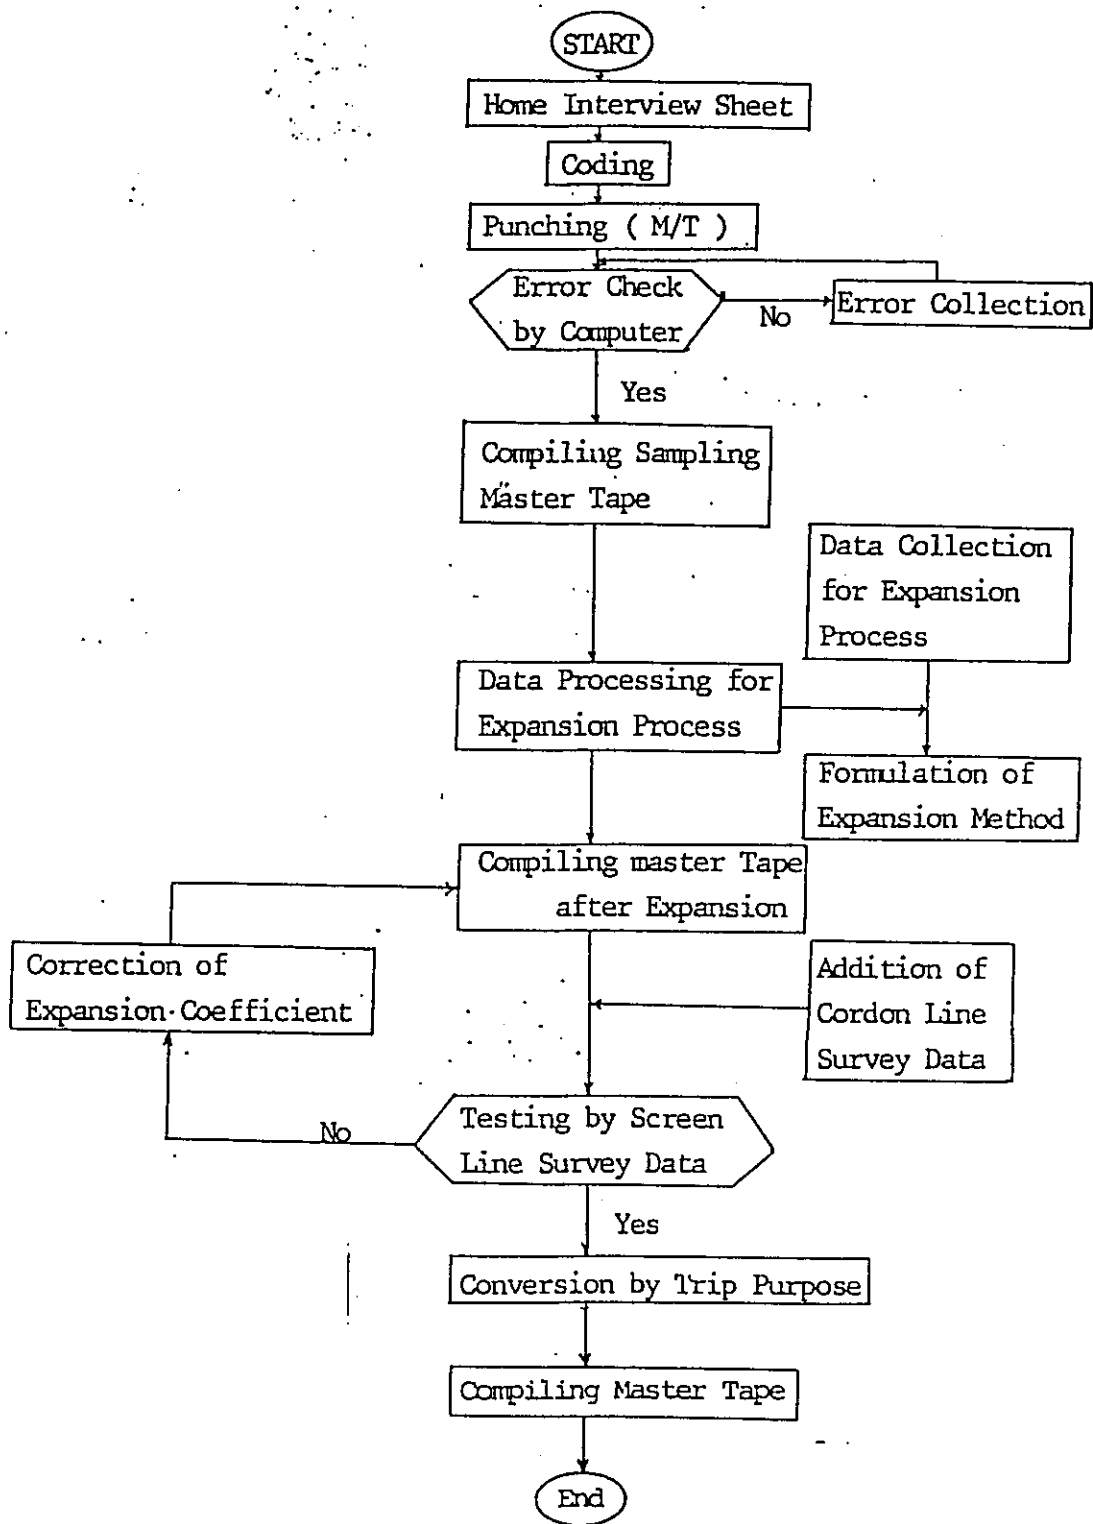 START
Home Interview Sheet
Coding
Punching ( M/T )
Error Check
by Computer
No
Error Collection
Yes
Compiling Sampling
Master Tape
Data Collection
for Expansion
Process
Data Processing for
Expansion Process
Formulation of
Expansion Method
Compiling master Tape
after Expansion
Correction of
Expansion Coefficient
Addition of
Cordon Line
Survey Data
Testing by Screen
Line Survey Data
No
Yes
Conversion by Trip Purpose
Compiling Master Tape
End